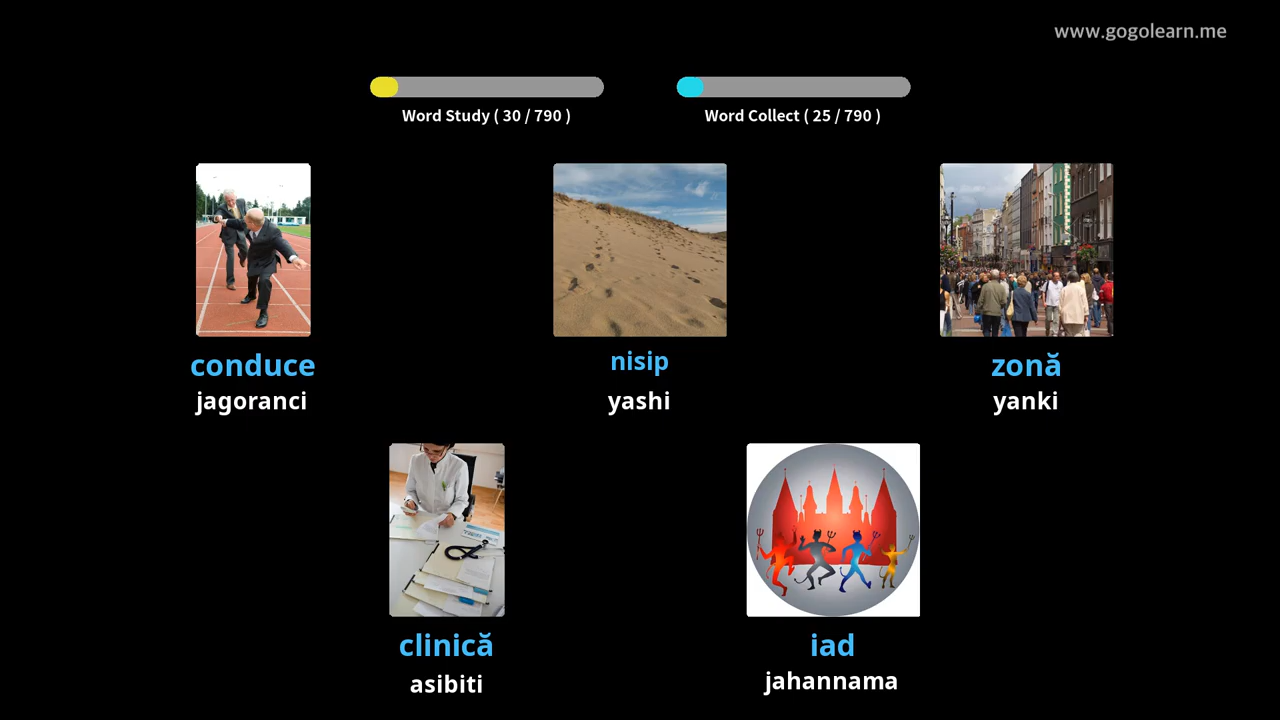 www.gogolearn.me
Word Study ( 30 / 790 )
Word Collect ( 25 / 790 )
conduce
jagoranci
nisip
yashi
zonă
yanki
clinică
asibiti
iad
jahannama